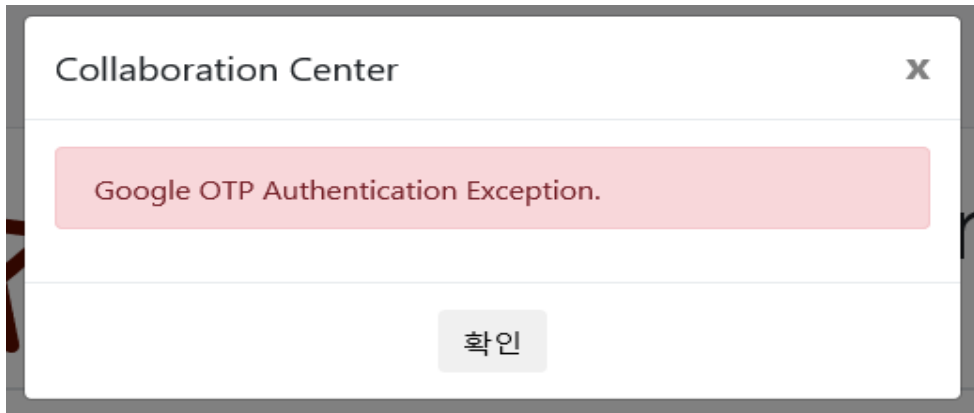 Collaboration Center
x
Google OTP Authentication Exception.
확인